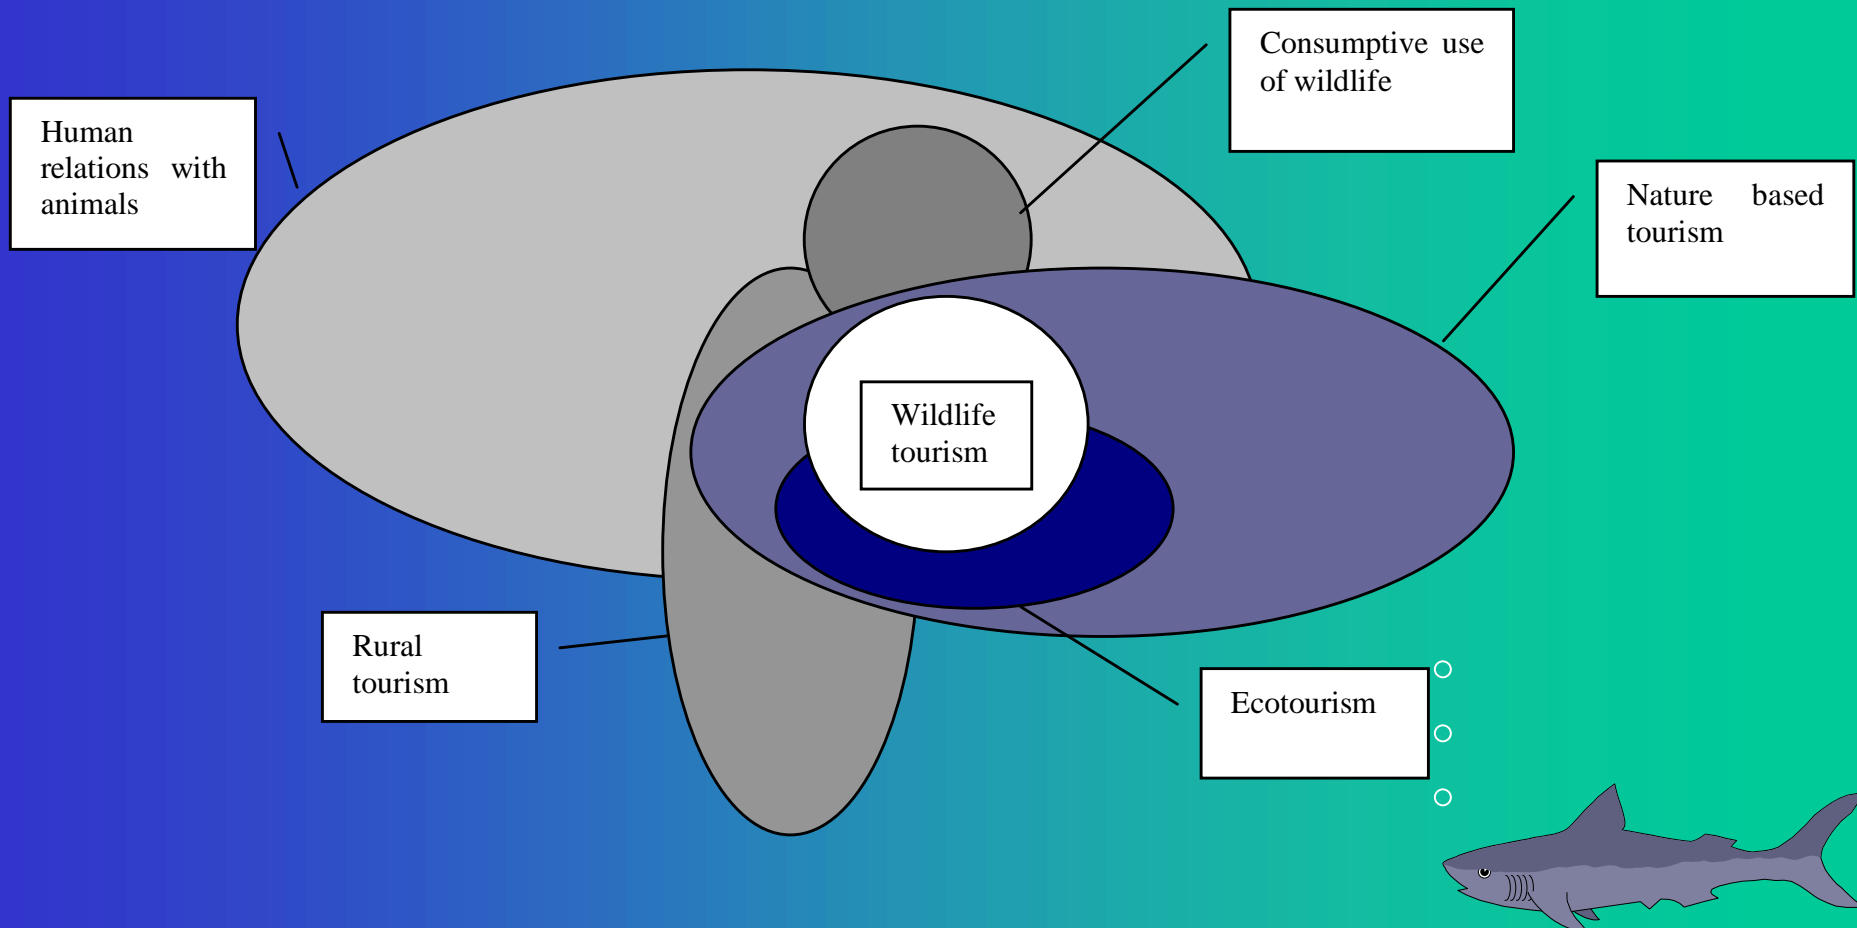 Consumptive use
of wildlife
Human
relations with
animals
Nature based
tourism
Wildlife
tourism
Rural
tourism
Ecotourism